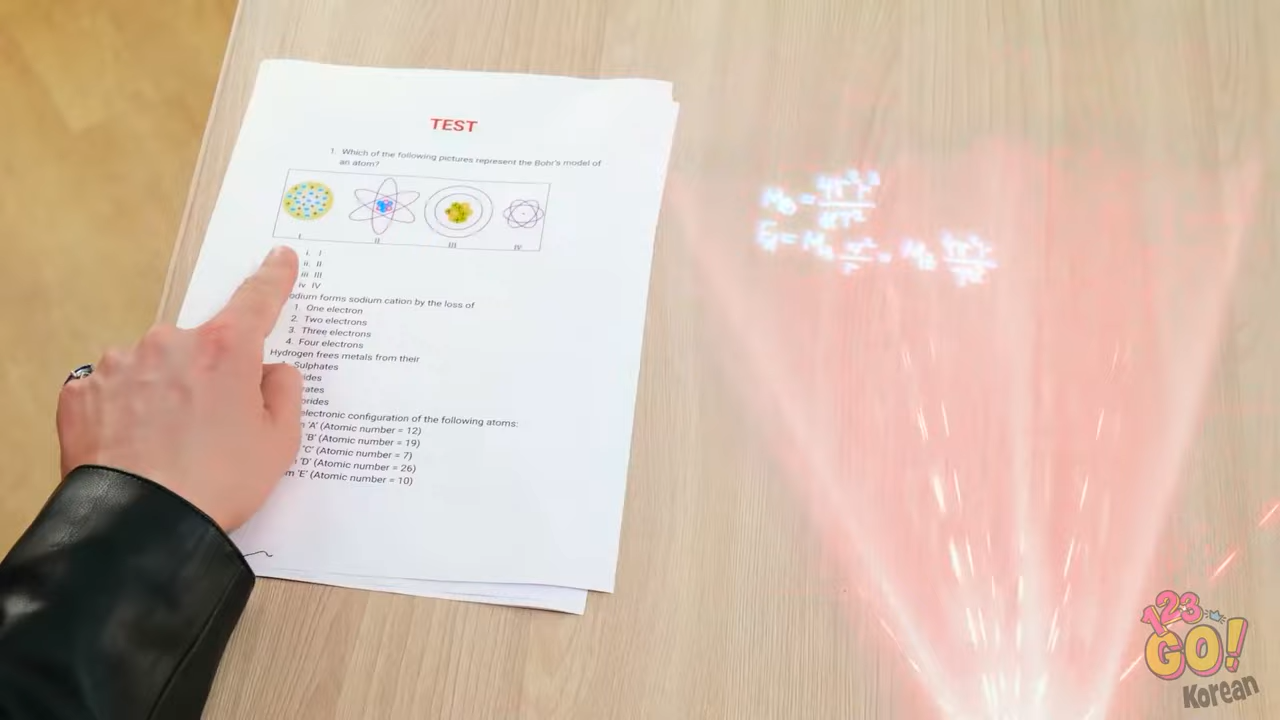 TEST
1. Which of the following pictures represent the Bohr's model of
an atom?
I II III IV
i. I
ii. II
iii III
iv IV
odium forms sodium cation by the loss of
1. One electron
2. Two electrons
3. Three electrons
4. Four electrons
Hydrogen frees metals from their
Sulphates
electronic configuration of the following atoms:
'A' (Atomic number = 12)
'B' (Atomic number = 19)
'C' (Atomic number = 7)
'D' (Atomic number = 26)
'E' (Atomic number = 10)
123
GO!
Korean